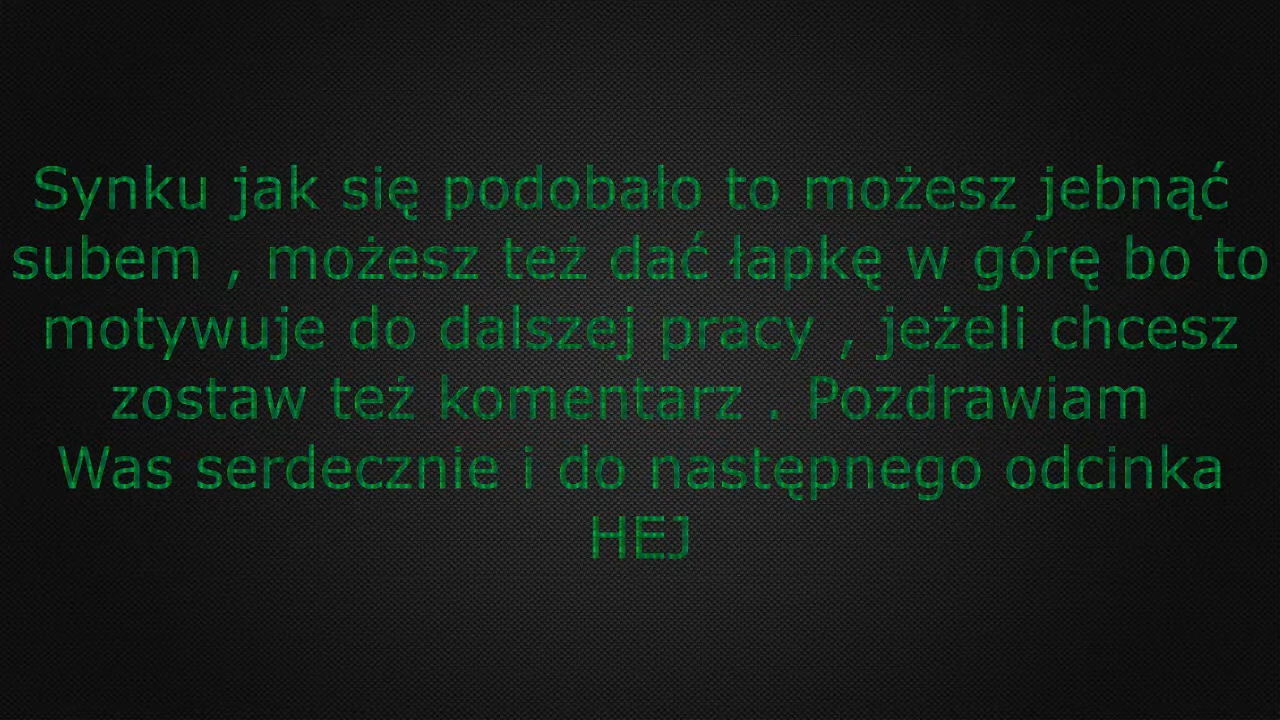 Synku jak się podobało to możesz jebnąć
subem , możesz też dać łapkę w górę bo to
motywuje do dalszej pracy , jeżeli chcesz
zostaw też komentarz . Pozdrawiam
Was serdecznie i do następnego odcinka
HEJ